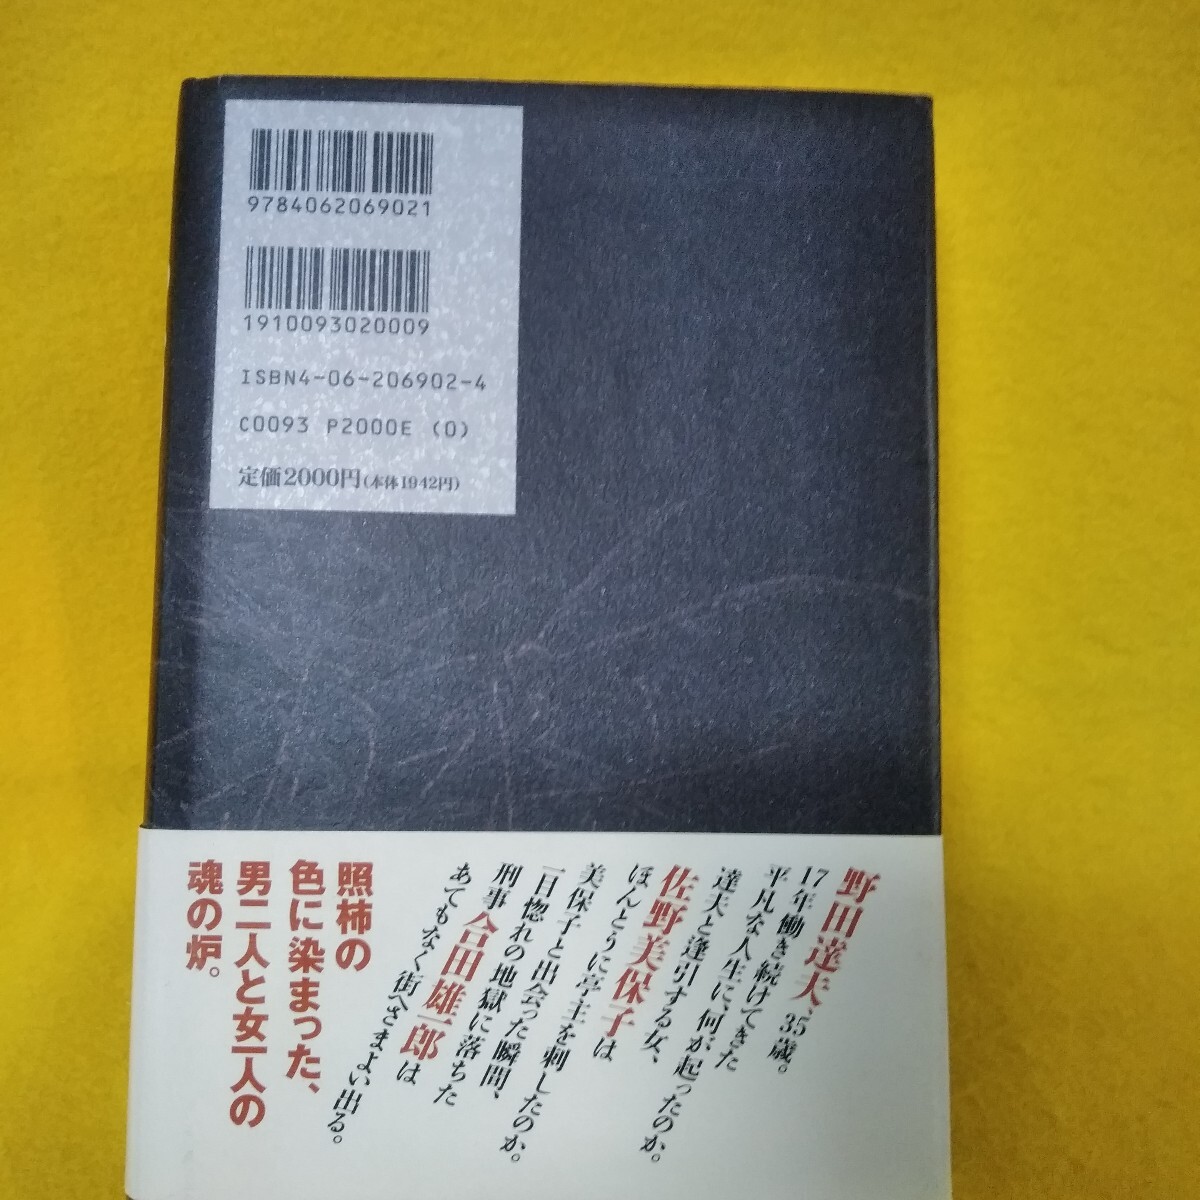 9784062069021
1910093020009
ISBN4-06-206902-4
C0093 P2000E (0)
定価2000円(本体1942円)
野田達夫、35歳。
17年働き続けてきた
平凡な人生に、何が起ったのか。
達夫と逢引する女、
佐野美保子は
ほんとうに亭主を刺したのか。
美保子と出会った瞬間、
一目惚れの地獄に落ちた
刑事 合田雄一郎は
あてもなく街へさまよい出る。
照柿の
色に染まった、
男二人と女一人の
魂の炉。